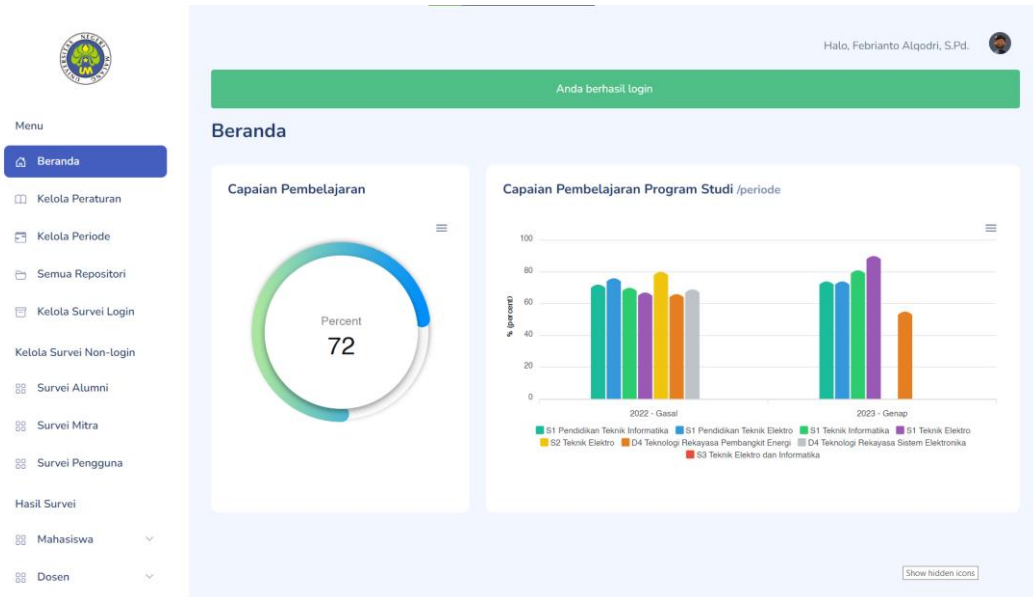 UNIVERSITAS NEGERI MALANG
UM
Menu
Beranda
Kelola Peraturan
Kelola Periode
Semua Repositori
Kelola Survei Login
Kelola Survei Non-login
Survei Alumni
Survei Mitra
Survei Pengguna
Hasil Survei
Mahasiswa
Dosen
Halo, Febrianto Alqodri, S.Pd.
Anda berhasil login
Beranda
Capaian Pembelajaran
Percent
72
Capaian Pembelajaran Program Studi /periode
% (percent)
100
80
60
40
20
0
2022 - Gasal 2023 - Genap
S1 Pendidikan Teknik Informatika S1 Pendidikan Teknik Elektro S1 Teknik Informatika S1 Teknik Elektro
S2 Teknik Elektro D4 Teknologi Rekayasa Pembangkit Energi D4 Teknologi Rekayasa Sistem Elektronika
S3 Teknik Elektro dan Informatika
Show hidden icons